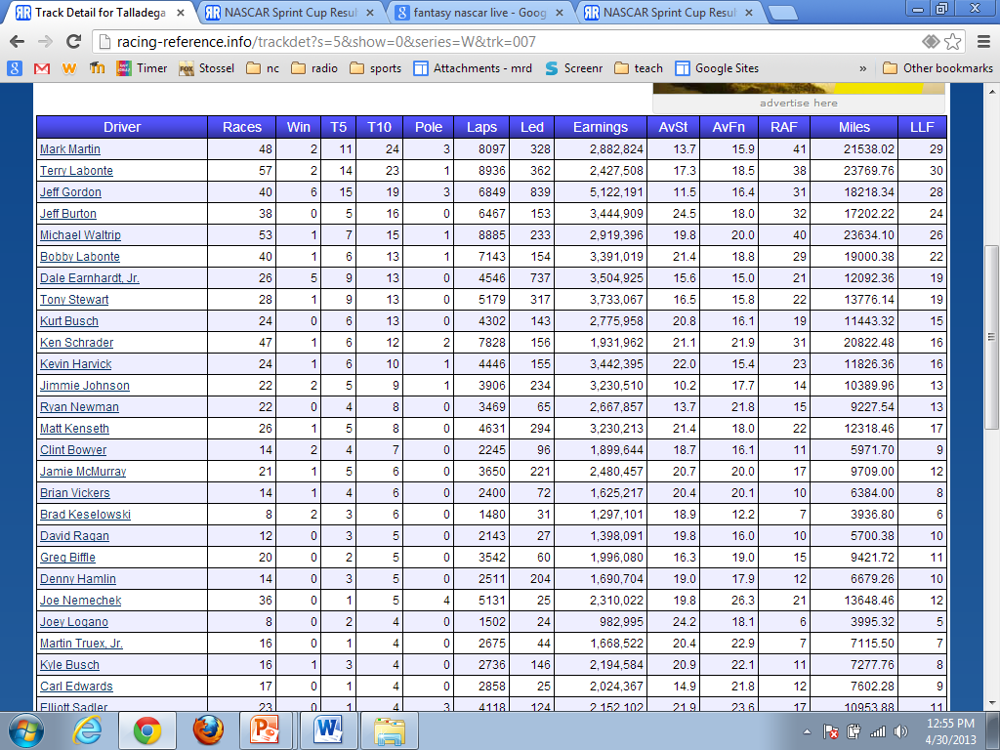 Track Detail for Talladega NASCAR Sprint Cup Resul fantasy nascar live - Goog NASCAR Sprint Cup Resul
racing-reference.info/trackdet?s=5&show=0&series=W&trk=007
Timer Stossel nc radio sports Attachments - mrd Screenr teach Google Sites » Other bookmarks
advertise here
Driver Races Win T5 T10 Pole Laps Led Earnings AvSt AvFn RAF Miles LLF
Mark Martin 48 2 11 24 3 8097 328 2,882,824 13.7 15.9 41 21538.02 29
Terry Labonte 57 2 14 23 1 8936 362 2,427,508 17.3 18.5 38 23769.76 30
Jeff Gordon 40 6 15 19 3 6849 839 5,122,191 11.5 16.4 31 18218.34 28
Jeff Burton 38 0 5 16 0 6467 153 3,444,909 24.5 18.0 32 17202.22 24
Michael Waltrip 53 1 7 15 1 8885 233 2,919,396 19.8 20.0 40 23634.10 26
Bobby Labonte 40 1 6 13 1 7143 154 3,391,019 21.4 18.8 29 19000.38 22
Dale Earnhardt, Jr. 26 5 9 13 0 4546 737 3,504,925 15.6 15.0 21 12092.36 19
Tony Stewart 28 1 9 13 0 5179 317 3,733,067 16.5 15.8 22 13776.14 19
Kurt Busch 24 0 6 13 0 4302 143 2,775,958 20.8 16.1 19 11443.32 15
Ken Schrader 47 1 6 12 2 7828 156 1,931,962 21.1 21.9 31 20822.48 16
Kevin Harvick 24 1 6 10 1 4446 155 3,442,395 22.0 15.4 23 11826.36 16
Jimmie Johnson 22 2 5 9 1 3906 234 3,230,510 10.2 17.7 14 10389.96 13
Ryan Newman 22 0 4 8 0 3469 65 2,667,857 13.7 21.8 15 9227.54 13
Matt Kenseth 26 1 5 8 0 4631 294 3,230,213 21.4 18.0 22 12318.46 17
Clint Bowyer 14 2 4 7 0 2245 96 1,899,644 18.7 16.1 11 5971.70 9
Jamie McMurray 21 1 5 6 0 3650 221 2,480,457 20.7 20.0 17 9709.00 12
Brian Vickers 14 1 4 6 0 2400 72 1,625,217 20.4 20.1 10 6384.00 8
Brad Keselowski 8 2 3 6 0 1480 31 1,297,101 18.9 12.2 7 3936.80 6
David Ragan 12 0 3 5 0 2143 27 1,398,091 19.8 16.0 10 5700.38 10
Greg Biffle 20 0 2 5 0 3542 60 1,996,080 16.3 19.0 15 9421.72 11
Denny Hamlin 14 0 3 5 0 2511 204 1,690,704 19.0 17.9 12 6679.26 10
Joe Nemechek 36 0 1 5 4 5131 25 2,310,022 19.8 26.3 21 13648.46 12
Joey Logano 8 0 2 4 0 1502 24 982,995 24.2 18.1 6 3995.32 5
Martin Truex, Jr. 16 0 1 4 0 2675 44 1,668,522 20.4 22.9 7 7115.50 7
Kyle Busch 16 1 3 4 0 2736 146 2,194,584 20.9 22.1 11 7277.76 8
Carl Edwards 17 0 1 4 0 2858 25 2,024,367 14.9 21.8 12 7602.28 9
Elliott Sadler 23 0 1 4 3 4118 124 2,152,102 21.9 23.6 17 10953.88 11
12:55 PM
4/30/2013